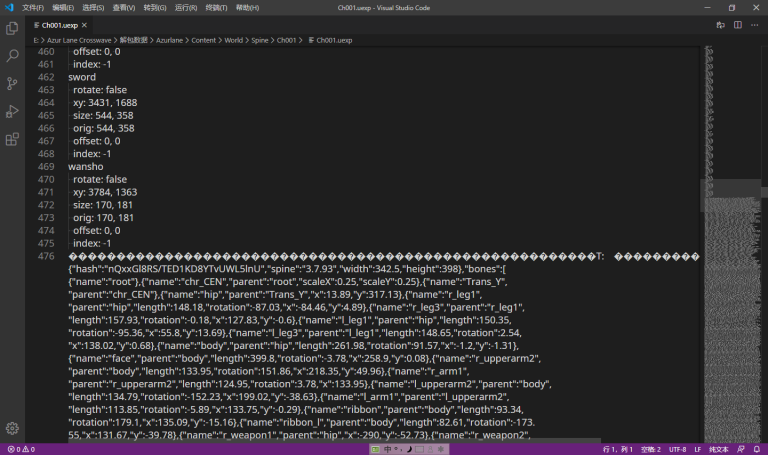 文件(F) 编辑(E) 选择(S) 查看(V) 转到(G) 运行(R) 终端(T) 帮助(H) Ch001.uexp - Visual Studio Code
Ch001.uexp
E: > Azur Lane Crosswave > 解包数据 > Azurlane > Content > World > Spine > Ch001 > Ch001.uexp
460 offset: 0, 0
461 index: -1
462 sword
463 rotate: false
464 xy: 3431, 1688
465 size: 544, 358
466 orig: 544, 358
467 offset: 0, 0
468 index: -1
469 wansho
470 rotate: false
471 xy: 3784, 1363
472 size: 170, 181
473 orig: 170, 181
474 offset: 0, 0
475 index: -1
476 T:
{"hash":"nQxxGl8RS/TED1KD8YTvUWL5lnU","spine":"3.7.93","width":342.5,"height":398},"bones":[
{"name":"root"},{"name":"chr_CEN","parent":"root","scaleX":0.25,"scaleY":0.25},{"name":"Trans_Y",
"parent":"chr_CEN"},{"name":"hip","parent":"Trans_Y","x":13.89,"y":317.13},{"name":"r_leg1",
"parent":"hip","length":148.18,"rotation":-87.03,"x":-84.46,"y":4.89},{"name":"r_leg3","parent":"r_leg1",
"length":157.93,"rotation":-0.18,"x":127.83,"y":-0.6},{"name":"l_leg1","parent":"hip","length":150.35,
"rotation":-95.36,"x":55.8,"y":13.69},{"name":"l_leg3","parent":"l_leg1","length":148.65,"rotation":2.54,
"x":138.02,"y":0.68},{"name":"body","parent":"hip","length":261.98,"rotation":91.57,"x":-1.2,"y":-1.31},
{"name":"face","parent":"body","length":399.8,"rotation":-3.78,"x":258.9,"y":0.08},{"name":"r_upperarm2",
"parent":"body","length":133.95,"rotation":151.86,"x":218.35,"y":49.96},{"name":"r_arm1",
"parent":"r_upperarm2","length":124.95,"rotation":3.78,"x":133.95},{"name":"l_upperarm2","parent":"body",
"length":134.79,"rotation":-152.23,"x":199.02,"y":-38.63},{"name":"l_arm1","parent":"l_upperarm2",
"length":113.85,"rotation":-5.89,"x":133.75,"y":-0.29},{"name":"ribbon","parent":"body","length":93.34,
"rotation":179.1,"x":135.09,"y":-15.16},{"name":"ribbon_l","parent":"body","length":82.61,"rotation":-173.
55,"x":131.67,"y":-39.78},{"name":"r_weapon1","parent":"hip","x":-290,"y":-52.73},{"name":"r_weapon2",
0 0 中 行 1，列 1 空格: 2 UTF-8 LF 纯文本